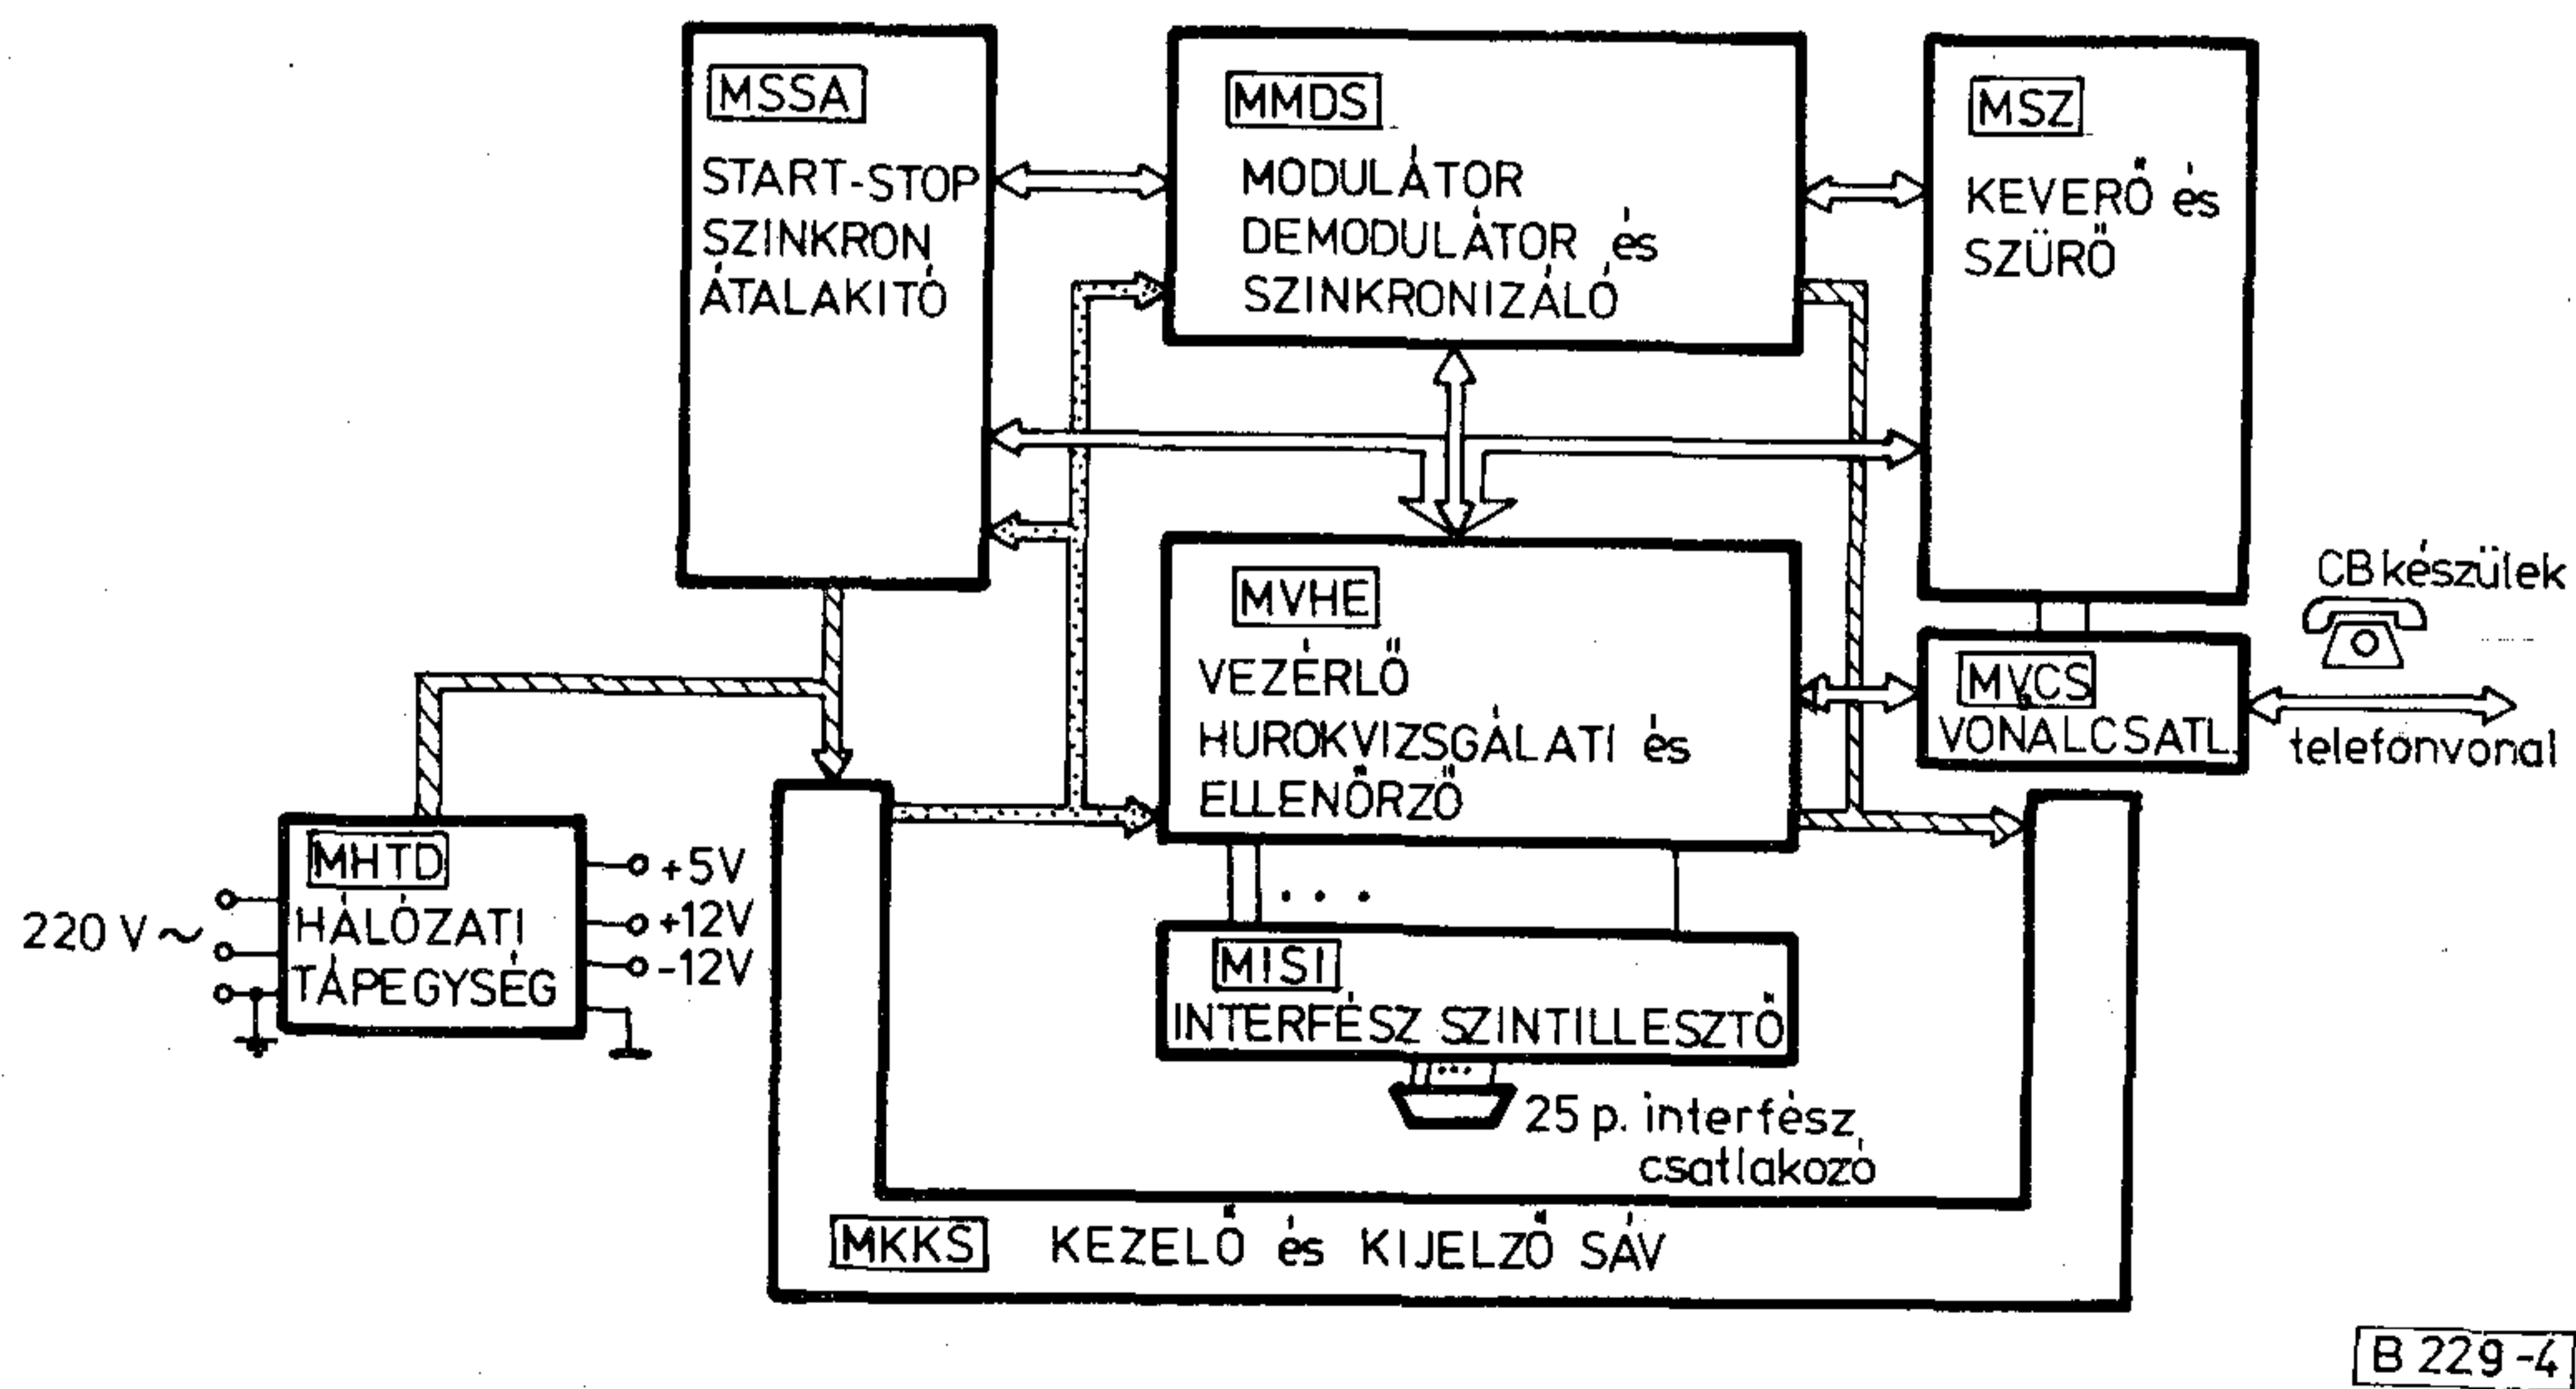 MSSA
START-STOP
SZINKRON
ÁTALAKITÓ
MMDS
MODULÁTOR
DEMODULÁTOR és
SZINKRONIZÁLÓ
MSZ
KEVERŐ és
SZÜRŐ
MVHE
VEZÉRLŐ
HUROKVIZSGÁLATI és
ELLENŐRZŐ
CB készülék
MVCS
VONALCSATL.
telefonvonal
MHTD
HÁLÓZATI
TÁPEGYSÉG
220 V ~
+5V
+12V
-12V
MISI
INTERFÉSZ SZINTILLESZTŐ
25 p. interfész
csatlakozó
MKKS KEZELŐ és KIJELZŐ SÁV
B 229-4